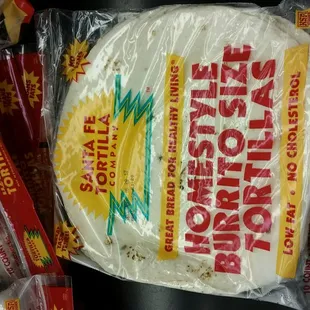 SANTA FE
TORTILLA
COMPANY
GREAT BREAD FOR HEALTHY LIVING
HOMESTYLE
BURRITO SIZE
TORTILLAS
LOW FAT • NO CHOLESTEROL